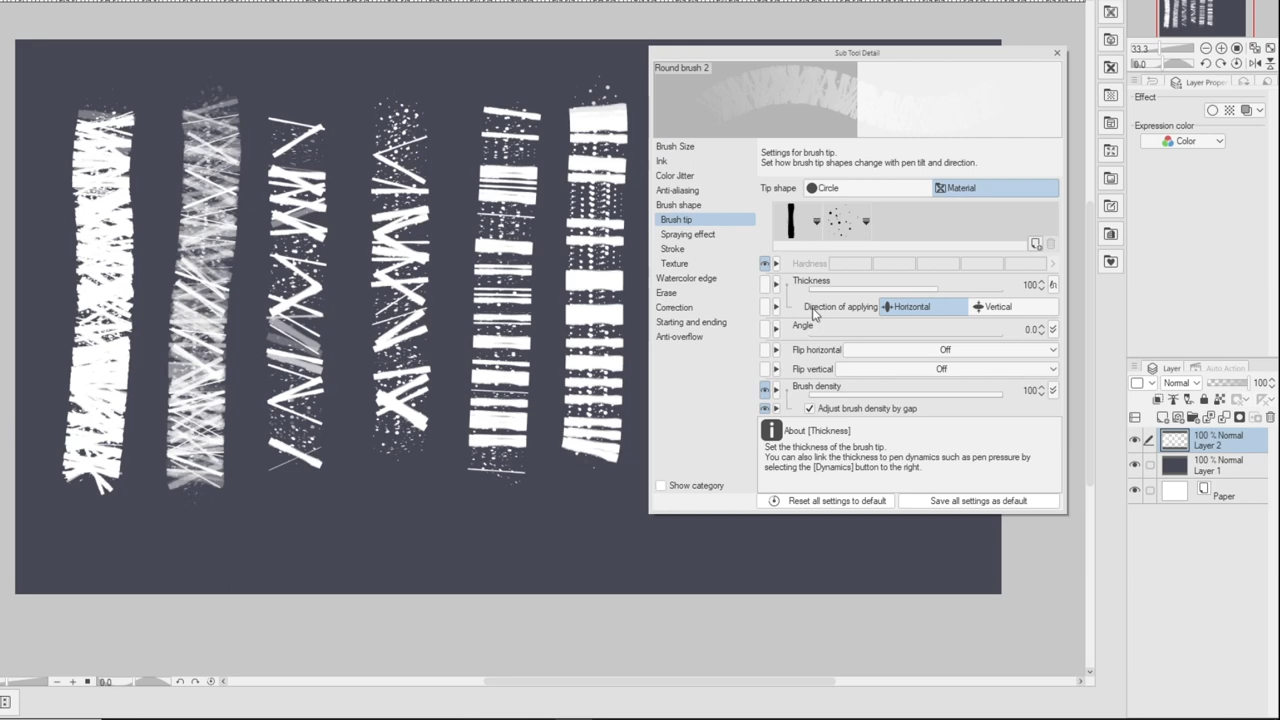 Sub Tool Detail
Round brush 2
Brush Size
Ink
Color Jitter
Anti-aliasing
Brush shape
Brush tip
Spraying effect
Stroke
Texture
Watercolor edge
Erase
Correction
Starting and ending
Anti-overflow
Show category
Settings for brush tip.
Set how brush tip shapes change with pen tilt and direction.
Tip shape Circle Material
Hardness
Thickness 100
Direction of applying Horizontal Vertical
Angle 0.0
Flip horizontal Off
Flip vertical Off
Brush density 100
Adjust brush density by gap
About [Thickness]
Set the thickness of the brush tip.
You can also link the thickness to pen dynamics such as pen pressure by
selecting the [Dynamics] button to the right.
Reset all settings to default Save all settings as default
33.3
0.0
Layer Proper
Effect
Expression color
Color
Layer Auto Action
Normal 100
100 % Normal
Layer 2
100 % Normal
Layer 1
Paper
0.0